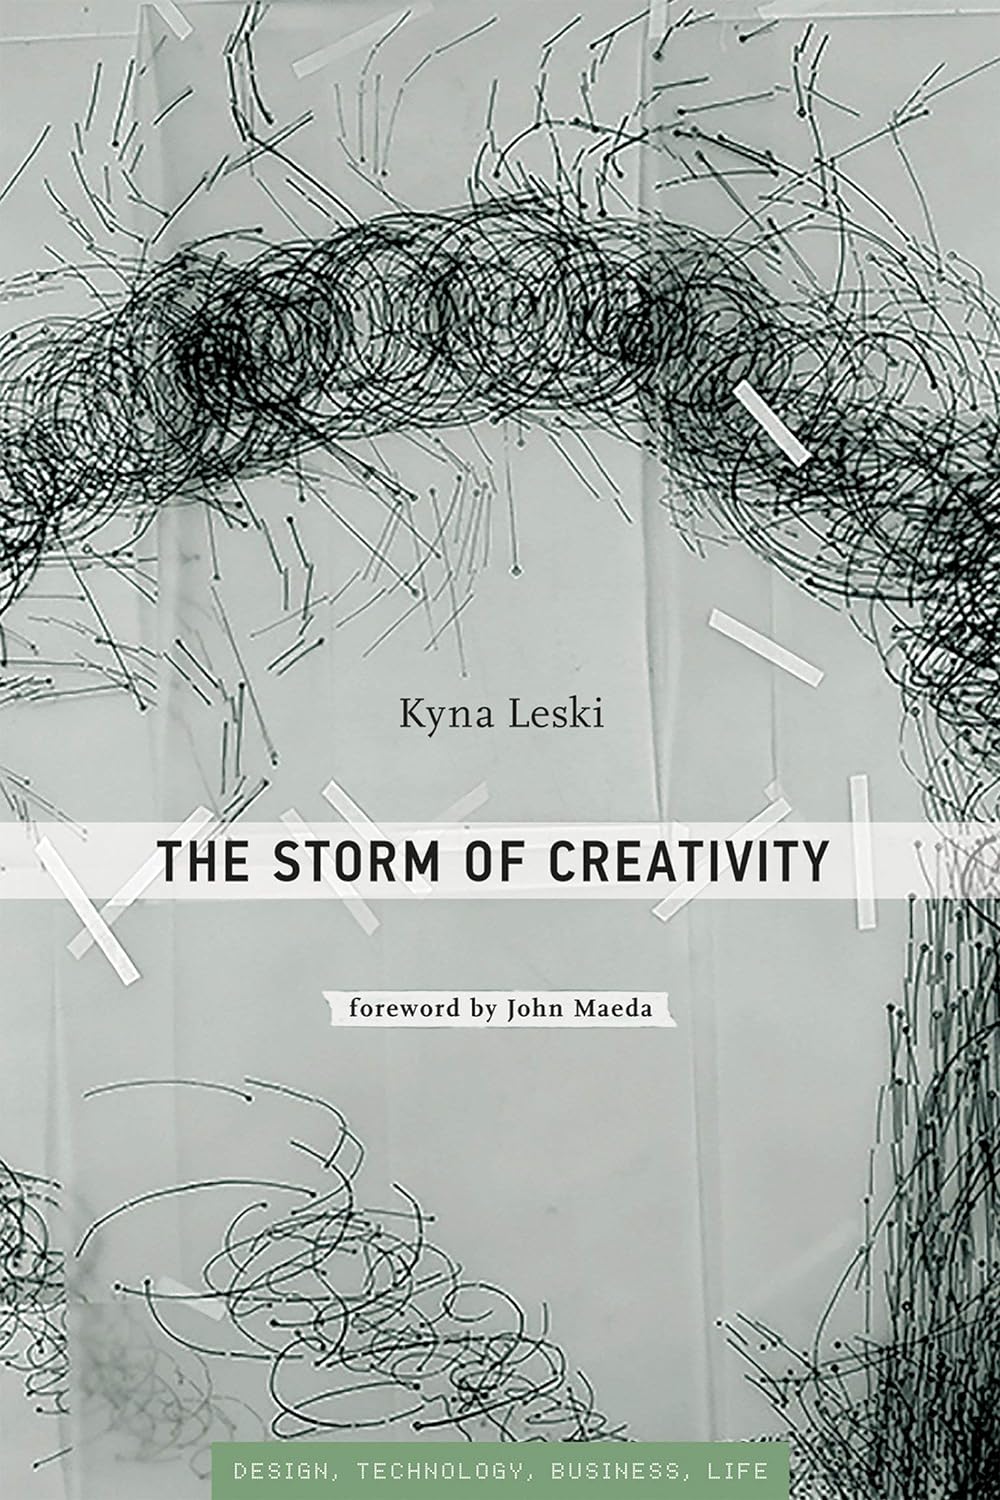 Kyna Leski
THE STORM OF CREATIVITY
foreword by John Maeda
DESIGN, TECHNOLOGY, BUSINESS, LIFE